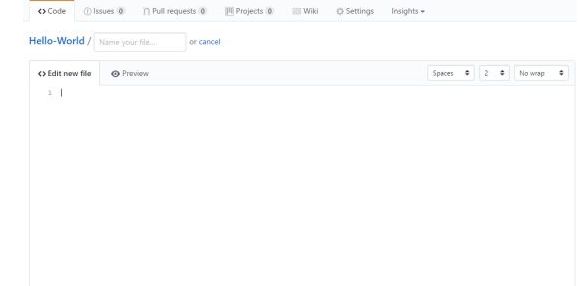 Code Issues 0 Pull requests 0 Projects 0 Wiki Settings Insights
Hello-World / Name your file... or cancel
Edit new file Preview Spaces 2 No wrap
1